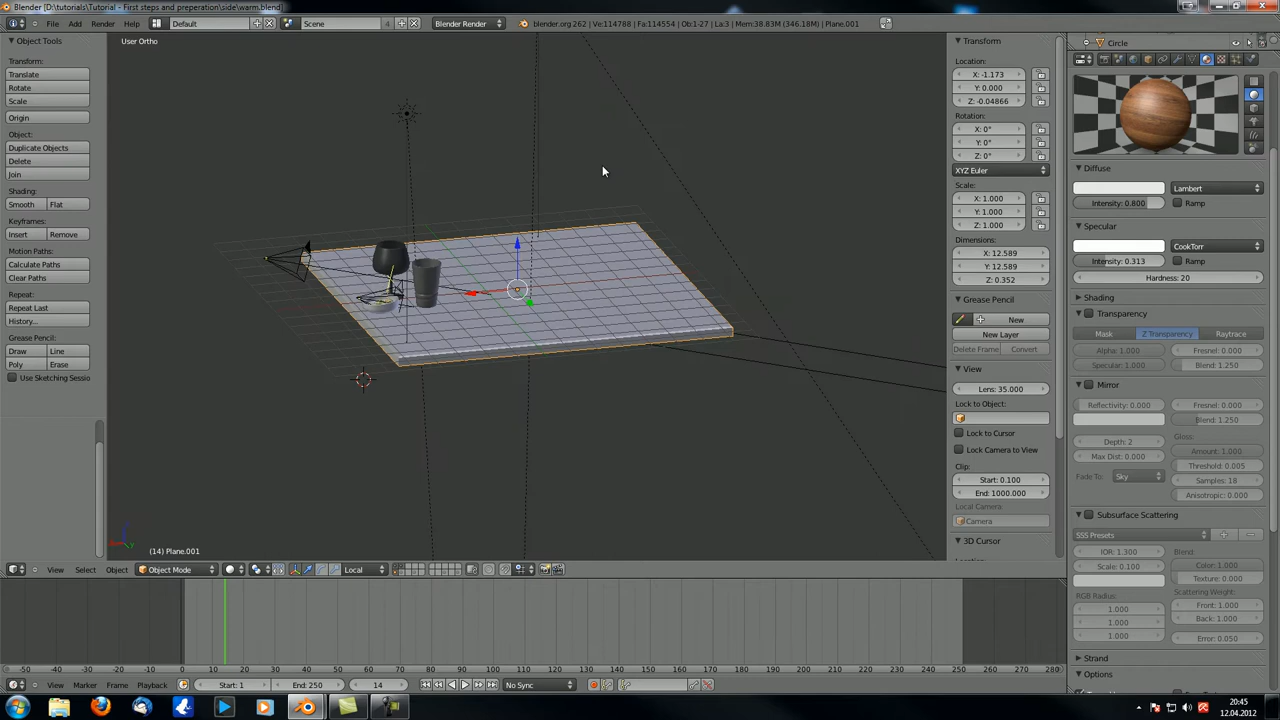 Blender [D:\tutorials\Tutorial - First steps and preperation\side\warm.blend]
File Add Render Help
Default
Scene
Blender Render
blender.org 262 | Ve:114788 | Fa:114554 | Ob:1-27 | La:3 | Mem:38.83M (346.18M) | Plane.001
Object Tools
Transform:
Translate
Rotate
Scale
Origin
Object:
Duplicate Objects
Delete
Join
Shading:
Smooth Flat
Keyframes:
Insert Remove
Motion Paths:
Calculate Paths
Clear Paths
Repeat:
Repeat Last
History...
Grease Pencil:
Draw Line
Poly Erase
Use Sketching Sessio
User Ortho
(14) Plane.001
Transform
Location:
X: -1.173
Y: 0.000
Z: -0.04866
Rotation:
X: 0°
Y: 0°
Z: 0°
XYZ Euler
Scale:
X: 1.000
Y: 1.000
Z: 1.000
Dimensions:
X: 12.589
Y: 12.589
Z: 0.352
Grease Pencil
New
New Layer
Delete Frame Convert
View
Lens: 35.000
Lock to Object:
Lock to Cursor
Lock Camera to View
Clip:
Start: 0.100
End: 1000.000
Local Camera
Camera
3D Cursor
Circle
Diffuse
Lambert
Intensity: 0.800 Ramp
Specular
CookTorr
Intensity: 0.313 Ramp
Hardness: 20
Shading
Transparency
Mask Z Transparency Raytrace
Alpha: 1.000 Fresnel: 0.000
Specular: 1.000 Blend: 1.250
Mirror
Reflectivity: 0.000 Fresnel: 0.000
Blend: 1.250
Depth: 2 Gloss:
Max Dist: 0.000 Amount: 1.000
Threshold: 0.005
Fade To: Sky Samples: 18
Anisotropic: 0.000
Subsurface Scattering
SSS Presets
IOR: 1.300 Blend:
Scale: 0.100 Color: 1.000
Texture: 0.000
RGB Radius: Scattering Weight:
1.000 Front: 1.000
1.000 Back: 1.000
1.000 Error: 0.050
Strand
Options
View Select Object Object Mode Local
-50 -40 -30 -20 -10 0 10 20 30 40 50 60 70 80 90 100 110 120 130 140 150 160 170 180 190 200 210 220 230 240 250 260 270 280
View Marker Frame Playback Start: 1 End: 250 14 No Sync
20:45
12.04.2012